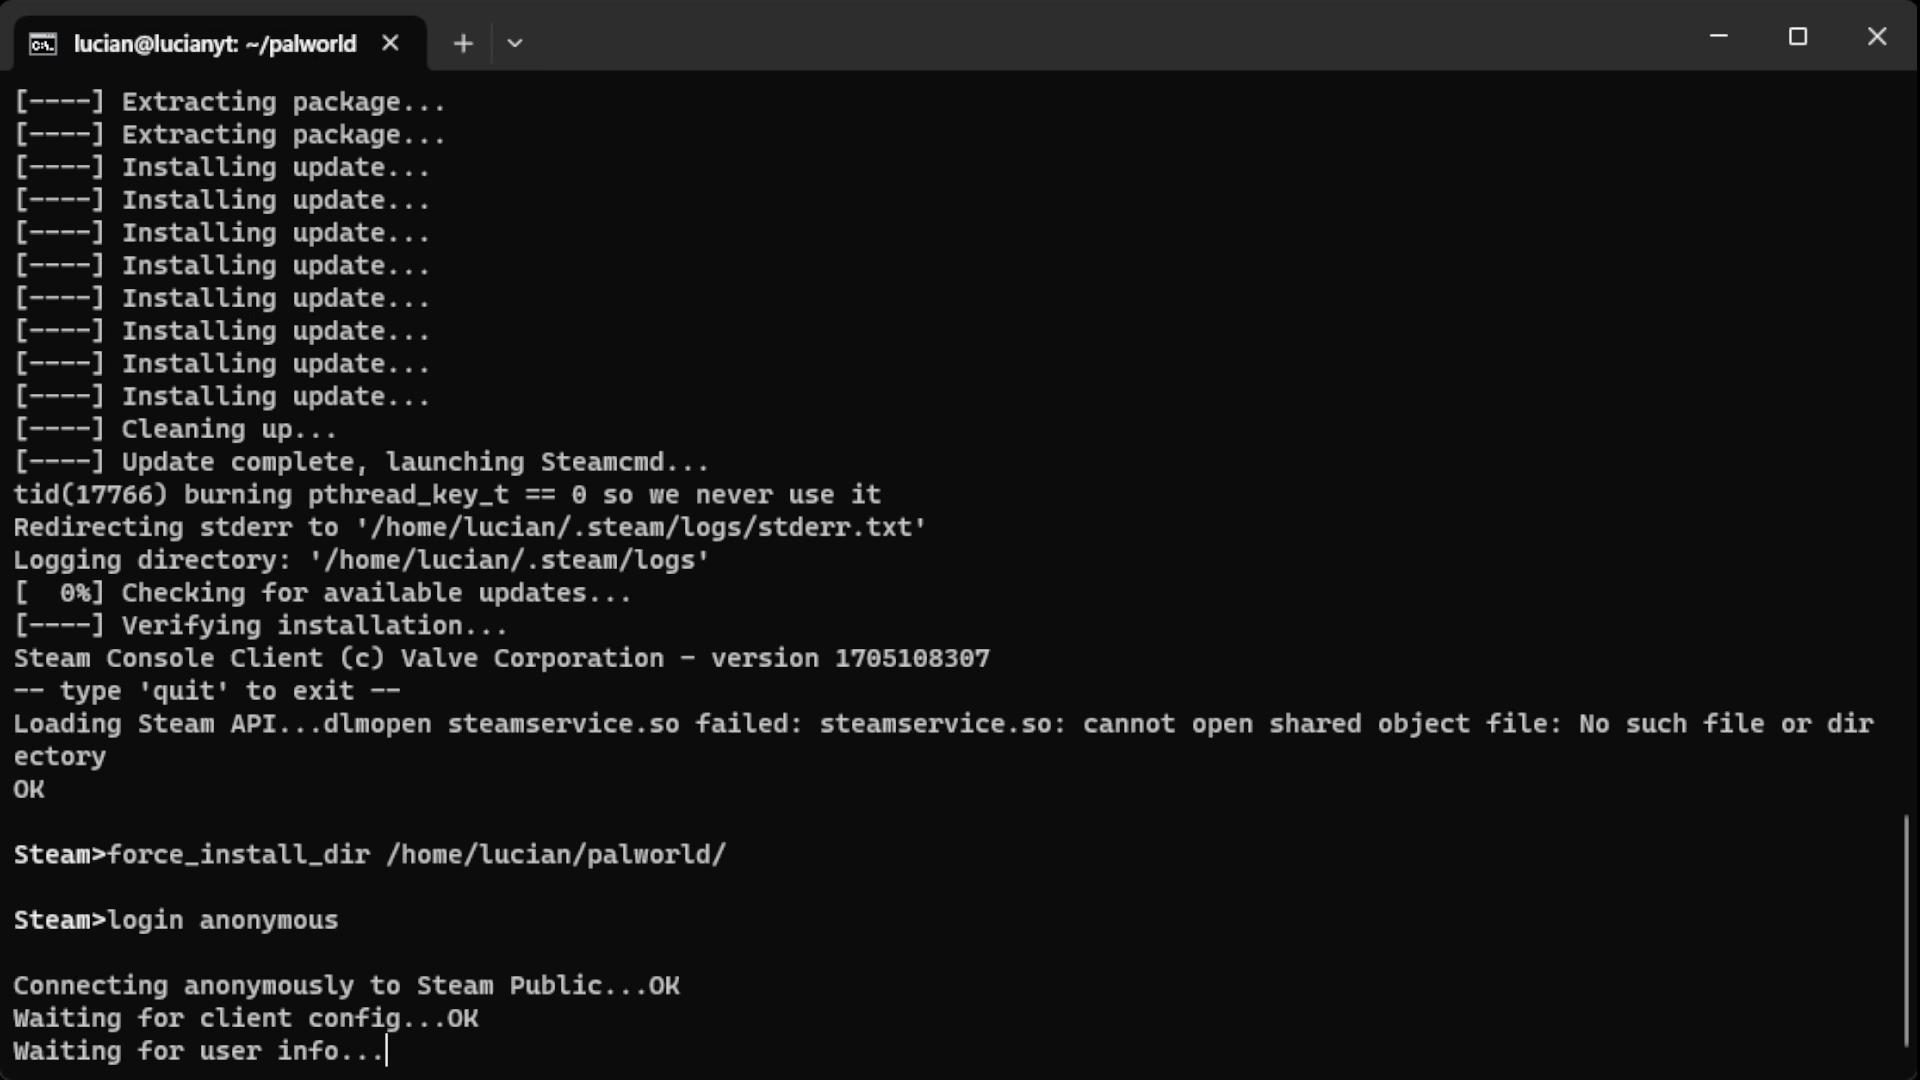 lucian@lucianyt: ~/palworld
[----] Extracting package...
[----] Extracting package...
[----] Installing update...
[----] Installing update...
[----] Installing update...
[----] Installing update...
[----] Installing update...
[----] Installing update...
[----] Installing update...
[----] Installing update...
[----] Cleaning up...
[----] Update complete, launching Steamcmd...
tid(17766) burning pthread_key_t == 0 so we never use it
Redirecting stderr to '/home/lucian/.steam/logs/stderr.txt'
Logging directory: '/home/lucian/.steam/logs'
[  0%] Checking for available updates...
[----] Verifying installation...
Steam Console Client (c) Valve Corporation - version 1705108307
-- type 'quit' to exit --
Loading Steam API...dlmopen steamservice.so failed: steamservice.so: cannot open shared object file: No such file or dir
ectory
OK
Steam>force_install_dir /home/lucian/palworld/
Steam>login anonymous
Connecting anonymously to Steam Public...OK
Waiting for client config...OK
Waiting for user info...